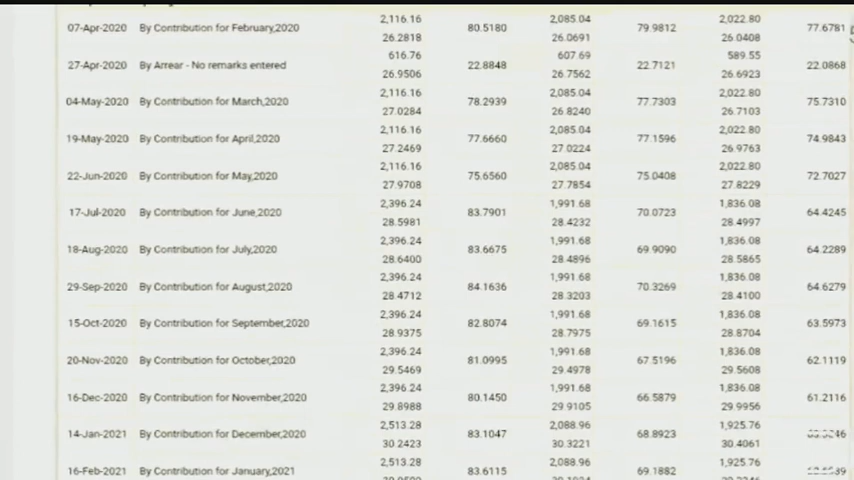 2,116.16 2,085.04 2,022.80
07-Apr-2020 By Contribution for February,2020 80.5180 79.9812 77.6781
26.2818 26.0691 26.0408
616.76 607.69 589.55
27-Apr-2020 By Arrear - No remarks entered 22.8848 22.7121 22.0868
26.9506 26.7562 26.6923
2,116.16 2,085.04 2,022.80
04-May-2020 By Contribution for March,2020 78.2939 77.7303 75.7310
27.0284 26.8240 26.7103
2,116.16 2,085.04 2,022.80
19-May-2020 By Contribution for April,2020 77.6660 77.1596 74.9843
27.2469 27.0224 26.9763
2,116.16 2,085.04 2,022.80
22-Jun-2020 By Contribution for May,2020 75.6560 75.0408 72.7027
27.9708 27.7854 27.8229
2,396.24 1,991.68 1,836.08
17-Jul-2020 By Contribution for June,2020 83.7901 70.0723 64.4245
28.5981 28.4232 28.4997
2,396.24 1,991.68 1,836.08
18-Aug-2020 By Contribution for July,2020 83.6675 69.9090 64.2289
28.6400 28.4896 28.5865
2,396.24 1,991.68 1,836.08
29-Sep-2020 By Contribution for August,2020 84.1636 70.3269 64.6279
28.4712 28.3203 28.4100
2,396.24 1,991.68 1,836.08
15-Oct-2020 By Contribution for September,2020 82.8074 69.1615 63.5973
28.9375 28.7975 28.8704
2,396.24 1,991.68 1,836.08
20-Nov-2020 By Contribution for October,2020 81.0995 67.5196 62.1119
29.5469 29.4978 29.5608
2,396.24 1,991.68 1,836.08
16-Dec-2020 By Contribution for November,2020 80.1450 66.5879 61.2116
29.8988 29.9105 29.9956
2,513.28 2,088.96 1,925.76
14-Jan-2021 By Contribution for December,2020 83.1047 68.8923
30.2423 30.3221 30.4061
2,513.28 2,088.96 1,925.76
16-Feb-2021 By Contribution for January,2021 83.6115 69.1882